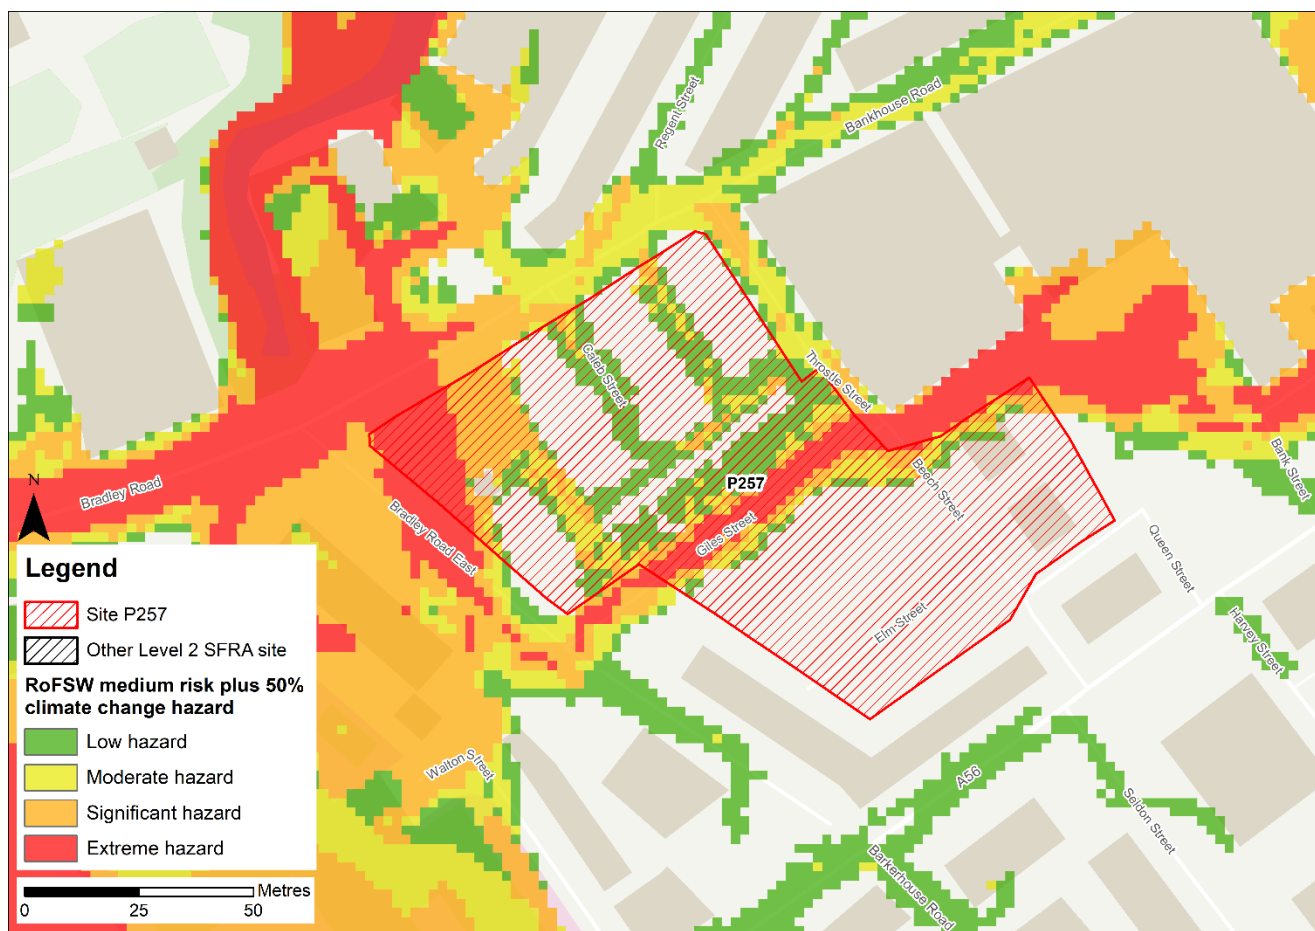 Regent Street
Bankhouse Road
Caleb Street
Throstle Street
P257
Beech Street
Bank Street
Bradley Road
Bradley Road East
Giles Street
Queen Street
Elm Street
Harvey Street
Walton Street
A56
Seldon Street
Barkerhouse Road
N
Legend
Site P257
Other Level 2 SFRA site
RoFSW medium risk plus 50%
climate change hazard
Low hazard
Moderate hazard
Significant hazard
Extreme hazard
Metres
0 25 50